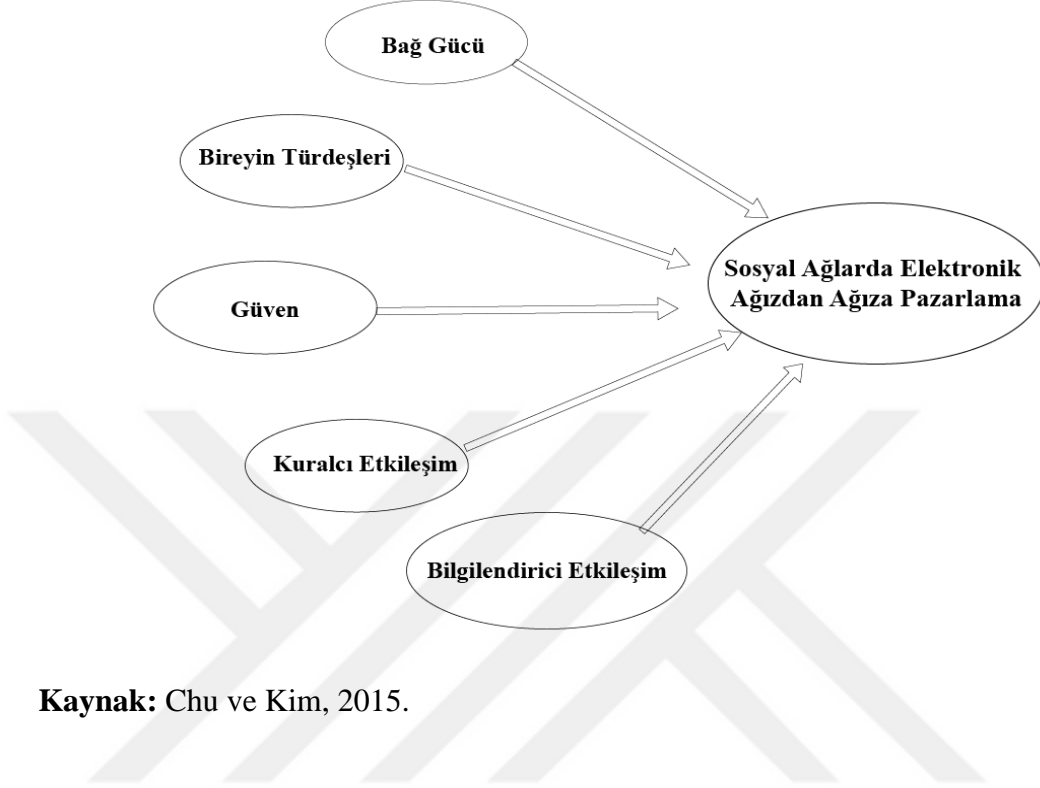 Bağ Gücü
Bireyin Türdeşleri
Sosyal Ağlarda Elektronik
Ağızdan Ağıza Pazarlama
Güven
Kuralcı Etkileşim
Bilgilendirici Etkileşim
Kaynak: Chu ve Kim, 2015.